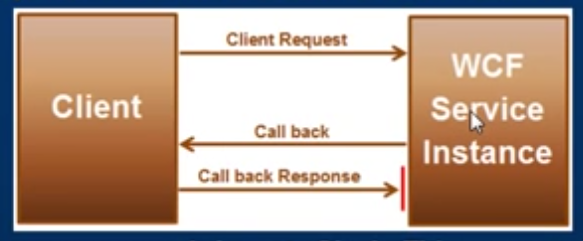 Client Request
Client
WCF
Service
Instance
Call back
Call back Response